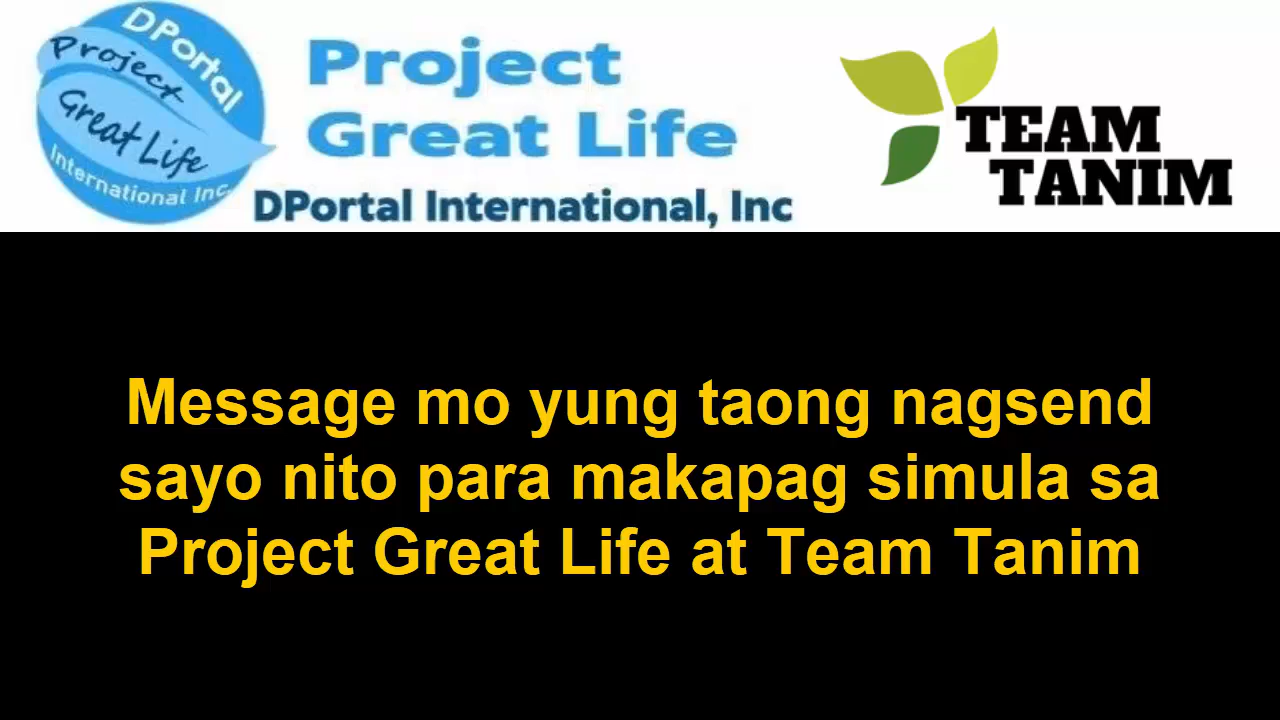 DPortal
Project
Great Life
International Inc.
Project
Great Life
DPortal International, Inc
TEAM
TANIM
Message mo yung taong nagsend
sayo nito para makapag simula sa
Project Great Life at Team Tanim